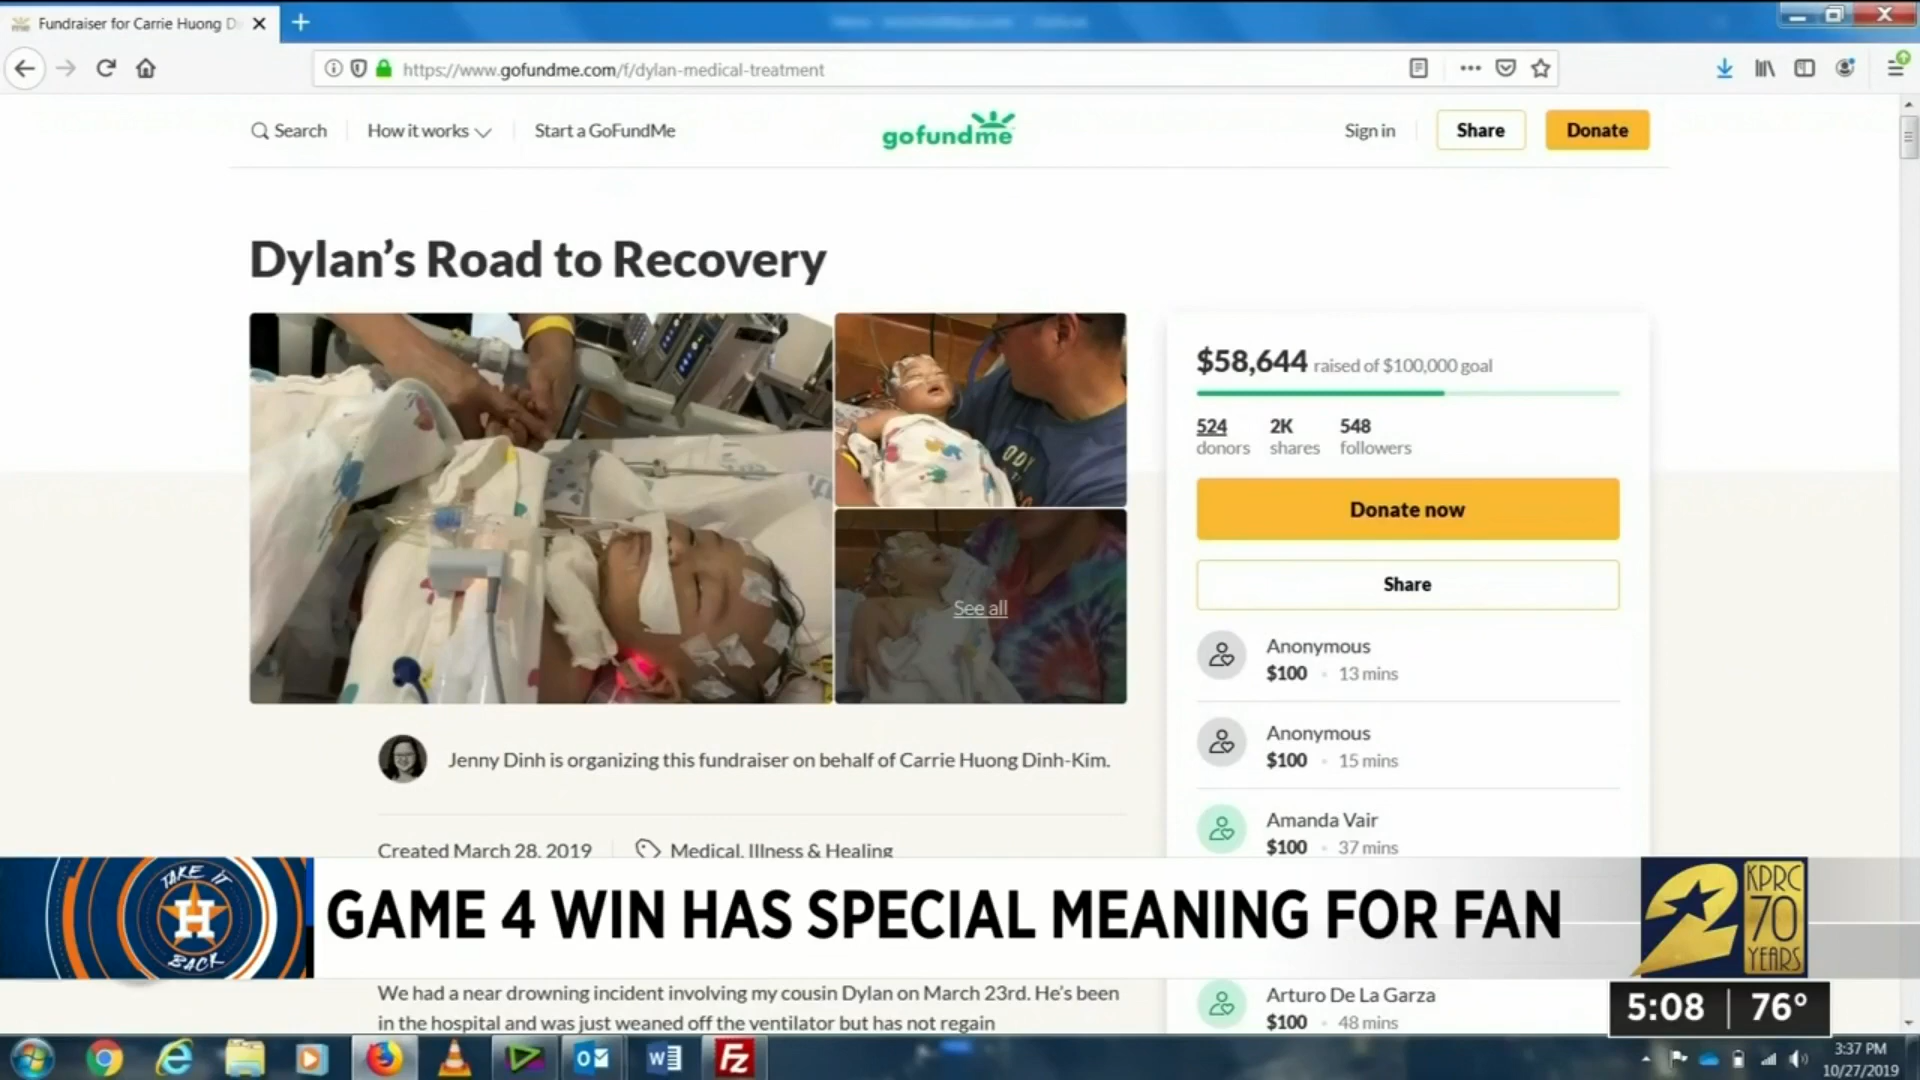 Fundraiser for Carrie Huong D
https://www.gofundme.com/f/dylan-medical-treatment
Search
How it works
Start a GoFundMe
gofundme
Sign in
Share
Donate
Dylan's Road to Recovery
See all
$58,644 raised of $100,000 goal
524 donors
2K shares
548 followers
Donate now
Share
Anonymous
$100 • 13 mins
Anonymous
$100 • 15 mins
Amanda Vair
$100 • 37 mins
Jenny Dinh is organizing this fundraiser on behalf of Carrie Huong Dinh-Kim.
Created March 28, 2019
Medical, Illness & Healing
TAKE IT
H
BACK
GAME 4 WIN HAS SPECIAL MEANING FOR FAN
2
KPRC
70
YEARS
We had a near drowning incident involving my cousin Dylan on March 23rd. He's been
in the hospital and was just weaned off the ventilator but has not regain
Arturo De La Garza
$100 • 48 mins
5:08 | 76°
3:37 PM
10/27/2019